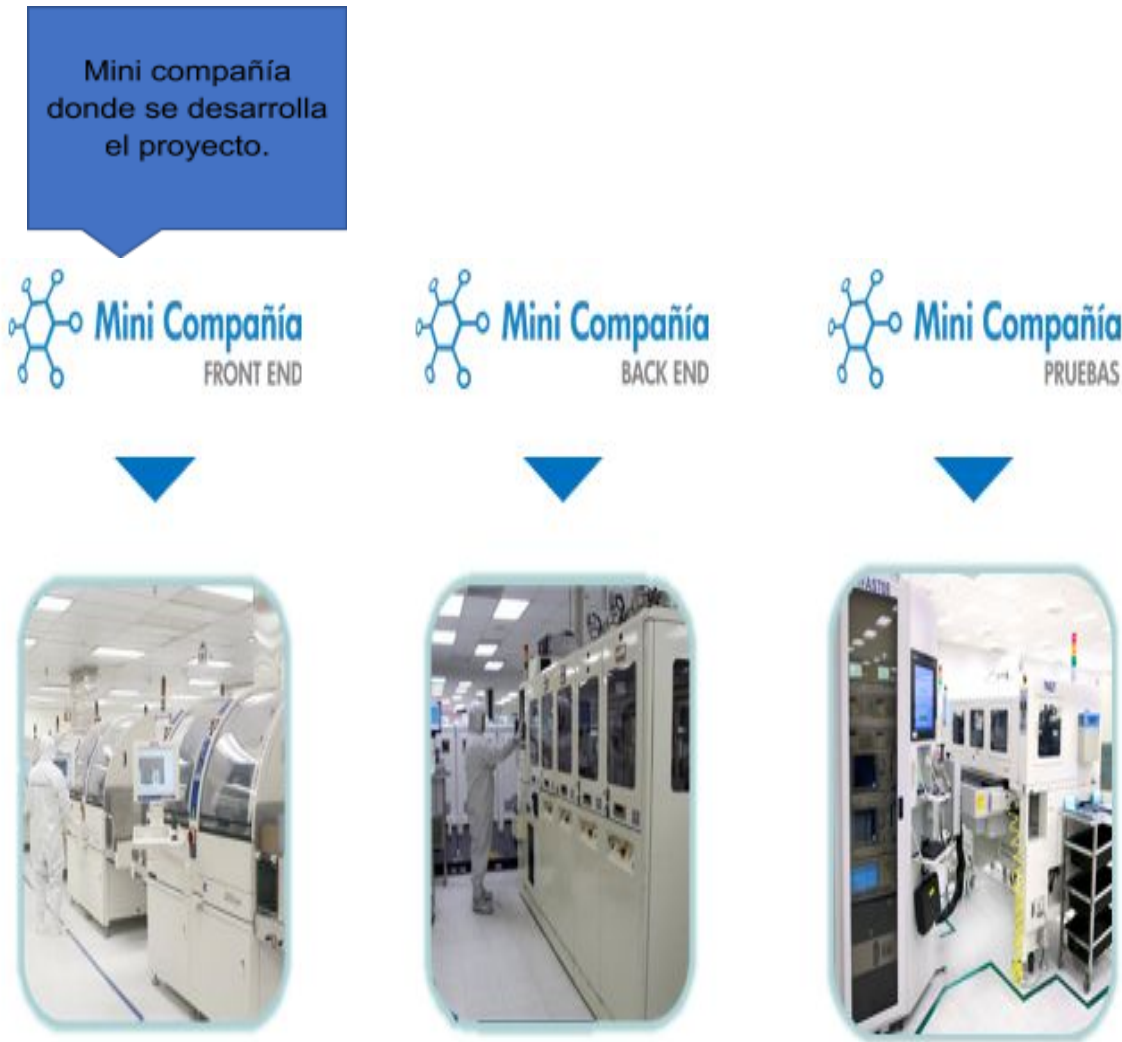 Mini compañía
donde se desarrolla
el proyecto.
Mini Compañía
FRONT END
Mini Compañía
BACK END
Mini Compañía
PRUEBAS